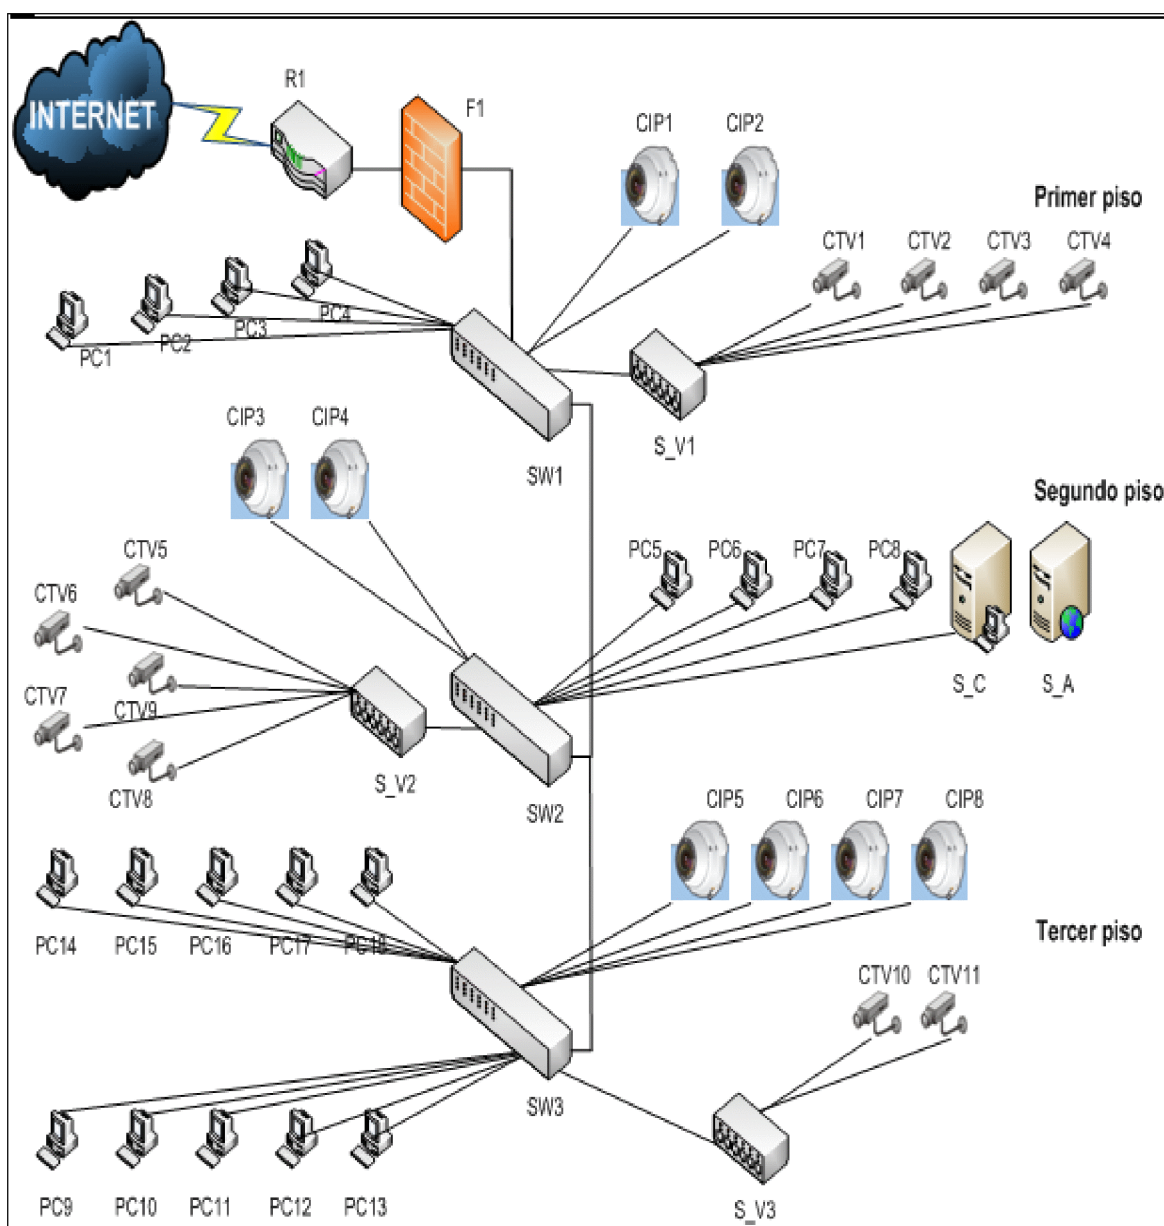 R1
F1
INTERNET
CIP1
CIP2
Primer piso
CTV1
CTV2
CTV3
CTV4
PC1
PC2
PC3
PC4
SW1
S_V1
CIP3
CIP4
Segundo piso
CTV5
CTV6
CTV7
CTV9
CTV8
S_V2
SW2
PC5
PC6
PC7
PC8
S_C
S_A
CIP5
CIP6
CIP7
CIP8
Tercer piso
PC14
PC15
PC16
PC17
PC18
CTV10
CTV11
SW3
PC9
PC10
PC11
PC12
PC13
S_V3